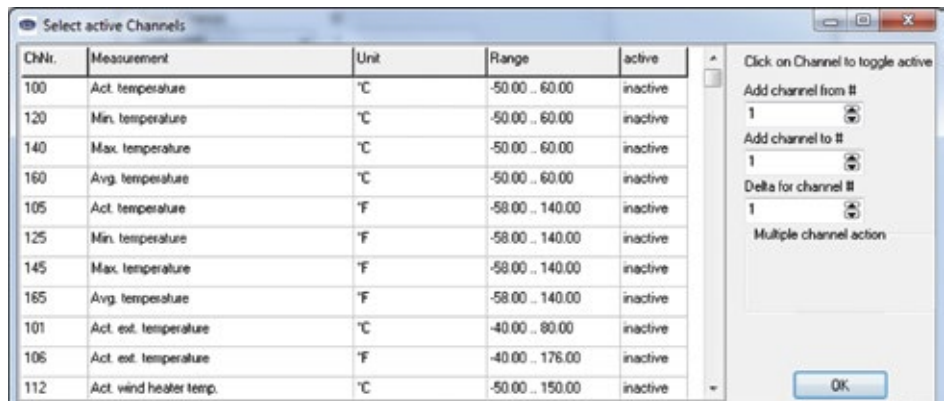 Select active Channels
ChNr. Measurement Unit Range active
100 Act. temperature °C -50.00 .. 60.00 inactive
120 Min. temperature °C -50.00 .. 60.00 inactive
140 Max. temperature °C -50.00 .. 60.00 inactive
160 Avg. temperature °C -50.00 .. 60.00 inactive
105 Act. temperature °F -58.00 .. 140.00 inactive
125 Min. temperature °F -58.00 .. 140.00 inactive
145 Max. temperature °F -58.00 .. 140.00 inactive
165 Avg. temperature °F -58.00 .. 140.00 inactive
101 Act. ext. temperature °C -40.00 .. 80.00 inactive
106 Act. ext. temperature °F -40.00 .. 176.00 inactive
112 Act. wind heater temp. °C -50.00 .. 150.00 inactive
Click on Channel to toggle active
Add channel from #
1
Add channel to #
1
Delta for channel #
1
Multiple channel action
OK